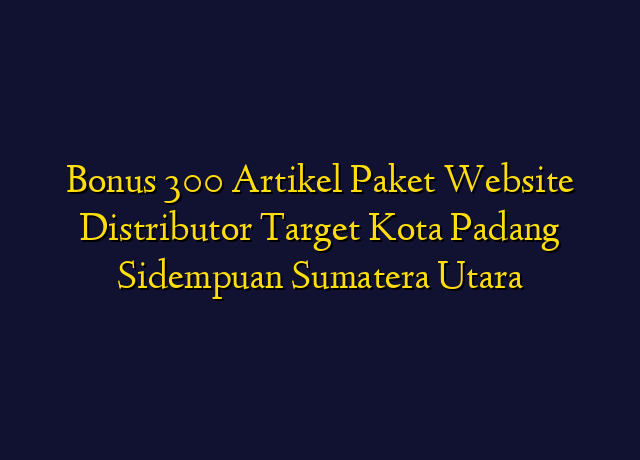 Bonus 300 Artikel Paket Website
Distributor Target Kota Padang
Sidempuan Sumatera Utara